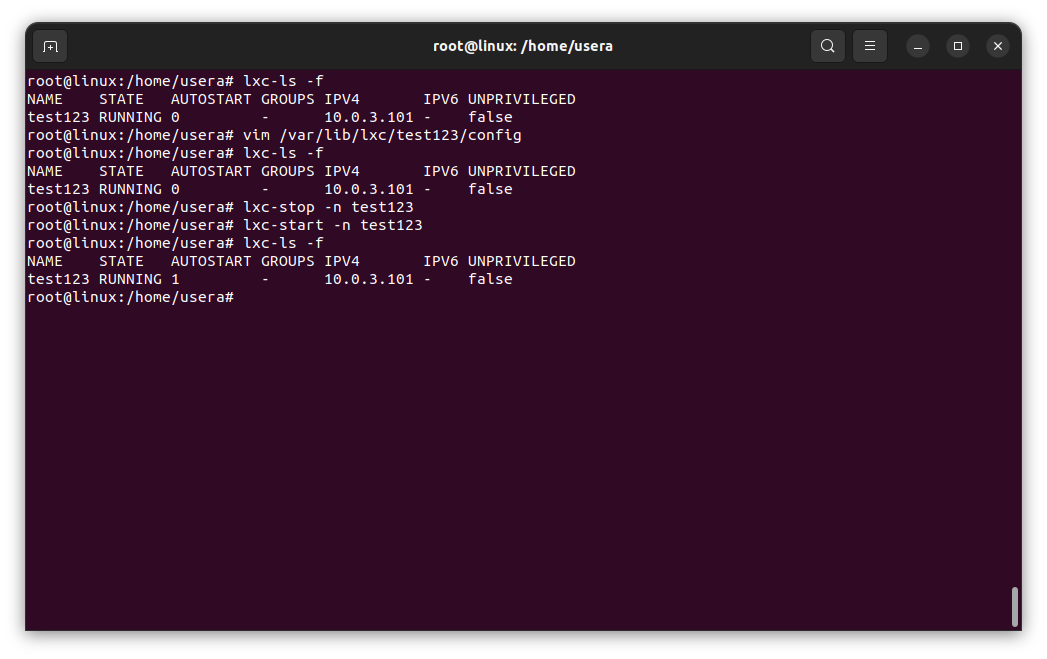 root@linux: /home/usera
root@linux:/home/usera# lxc-ls -f
NAME    STATE   AUTOSTART GROUPS IPV4       IPV6 UNPRIVILEGED
test123 RUNNING 0         -      10.0.3.101 -    false
root@linux:/home/usera# vim /var/lib/lxc/test123/config
root@linux:/home/usera# lxc-ls -f
NAME    STATE   AUTOSTART GROUPS IPV4       IPV6 UNPRIVILEGED
test123 RUNNING 0         -      10.0.3.101 -    false
root@linux:/home/usera# lxc-stop -n test123
root@linux:/home/usera# lxc-start -n test123
root@linux:/home/usera# lxc-ls -f
NAME    STATE   AUTOSTART GROUPS IPV4       IPV6 UNPRIVILEGED
test123 RUNNING 1         -      10.0.3.101 -    false
root@linux:/home/usera#